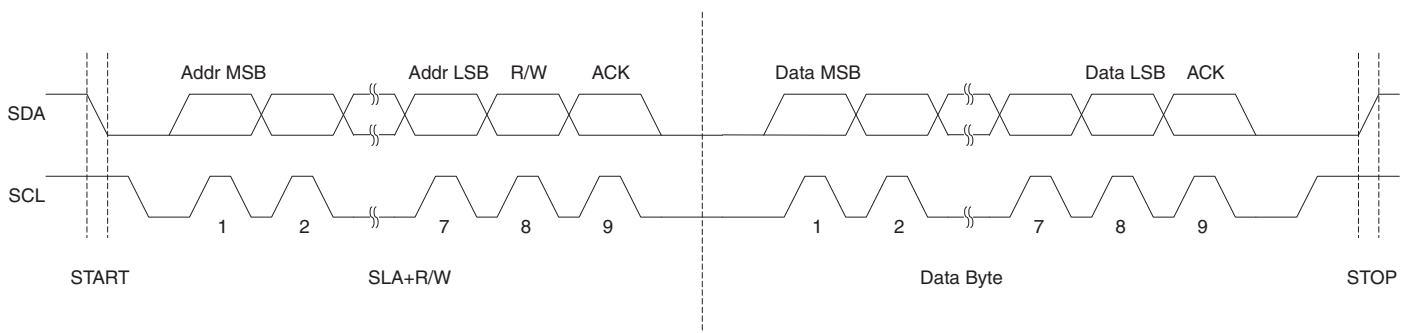 Addr MSB Addr LSB R/W ACK Data MSB Data LSB ACK
SDA
SCL
1 2 7 8 9 1 2 7 8 9
START SLA+R/W Data Byte STOP